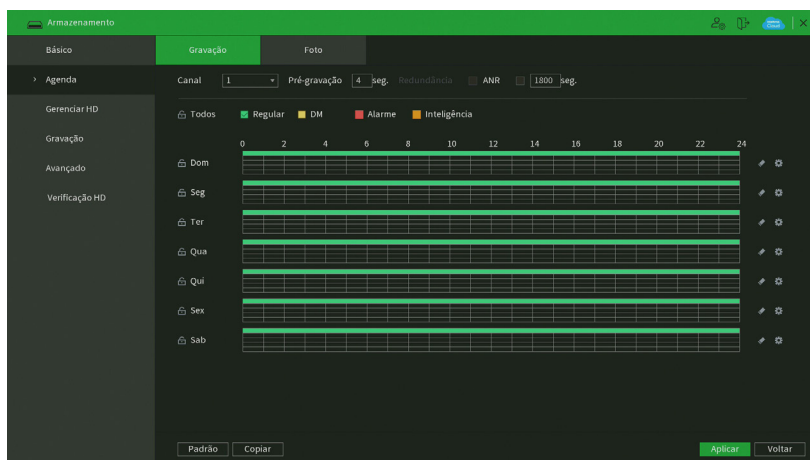 Armazenamento
Básico
Gravação Foto
Agenda
Canal 1 Pré-gravação 4 seg. Redundância ANR 1800 seg.
Gerenciar HD
Todos Regular DM Alarme Inteligência
Gravação
0 2 4 6 8 10 12 14 16 18 20 22 24
Dom
Avançado
Seg
Verificação HD
Ter
Qua
Qui
Sex
Sab
Padrão Copiar Aplicar Voltar